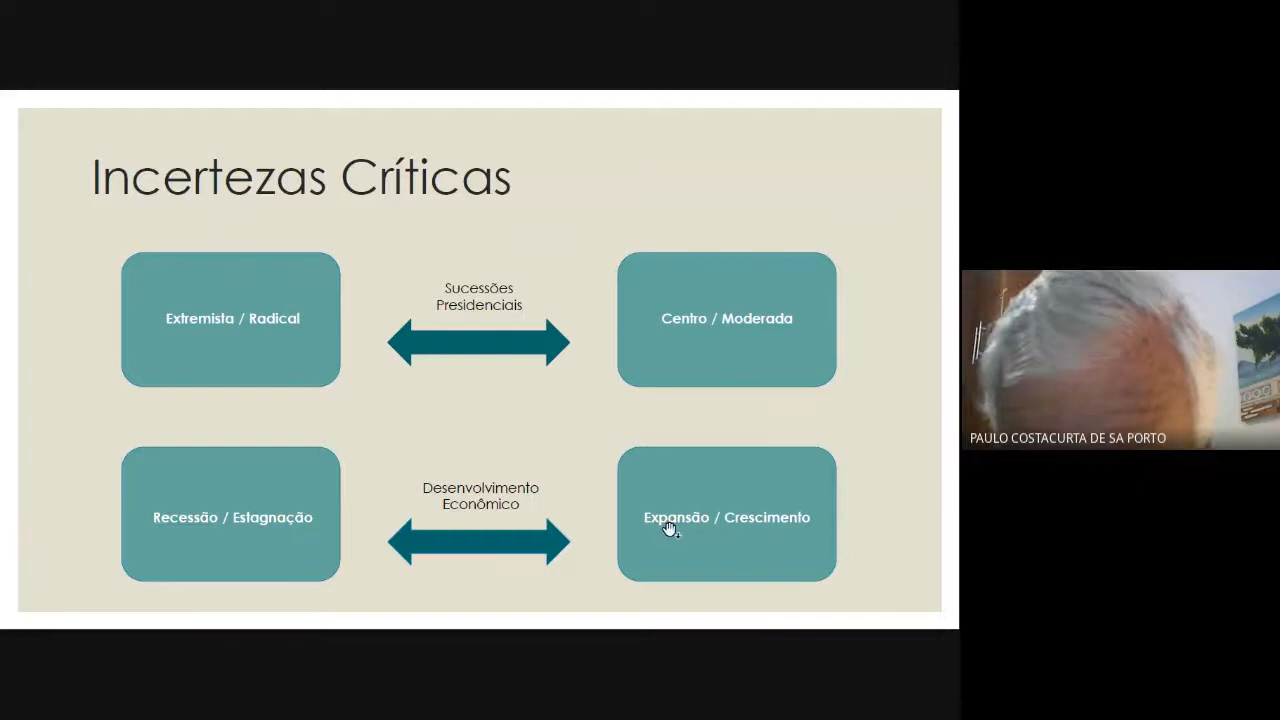 Incertezas Críticas
Extremista / Radical
Sucessões
Presidenciais
Centro / Moderada
Recessão / Estagnação
Desenvolvimento
Econômico
Expansão / Crescimento
PAULO COSTACURTA DE SA PORTO